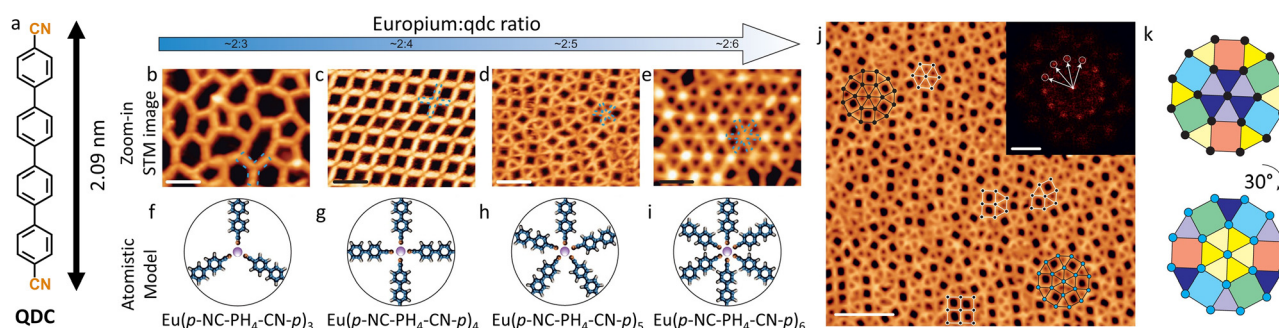 a
CN
2.09 nm
CN
QDC
Europium:qdc ratio
~2:3
~2:4
~2:5
~2:6
Zoom-in
STM image
b
c
d
e
Atomistic
Model
f
g
h
i
Eu(p-NC-PH₄-CN-p)₃
Eu(p-NC-PH₄-CN-p)₄
Eu(p-NC-PH₄-CN-p)₅
Eu(p-NC-PH₄-CN-p)₆
j
k
30°